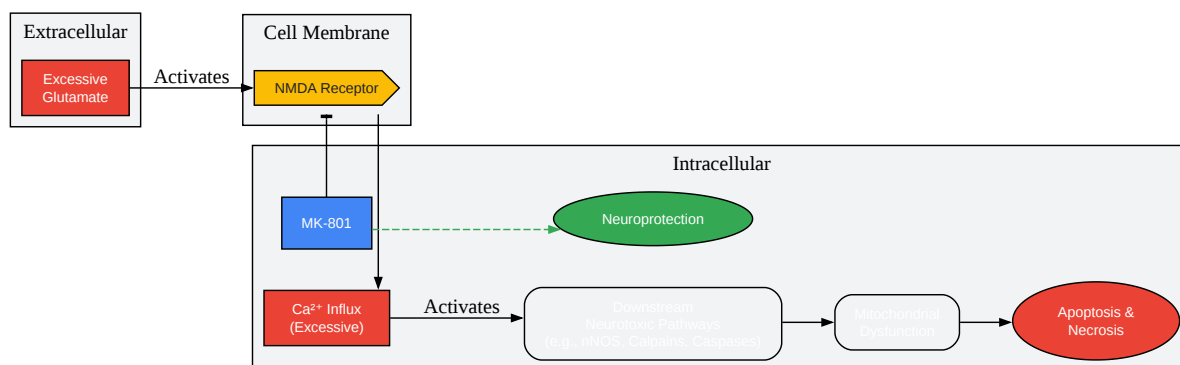 Extracellular
Excessive
Glutamate
Activates
Cell Membrane
NMDA Receptor
Intracellular
MK-801
Neuroprotection
Ca²⁺ Influx
(Excessive)
Activates
Downstream
Neurotoxic Pathways
(e.g., nNOS, Calpains, Caspases)
Mitochondrial
Dysfunction
Apoptosis &
Necrosis